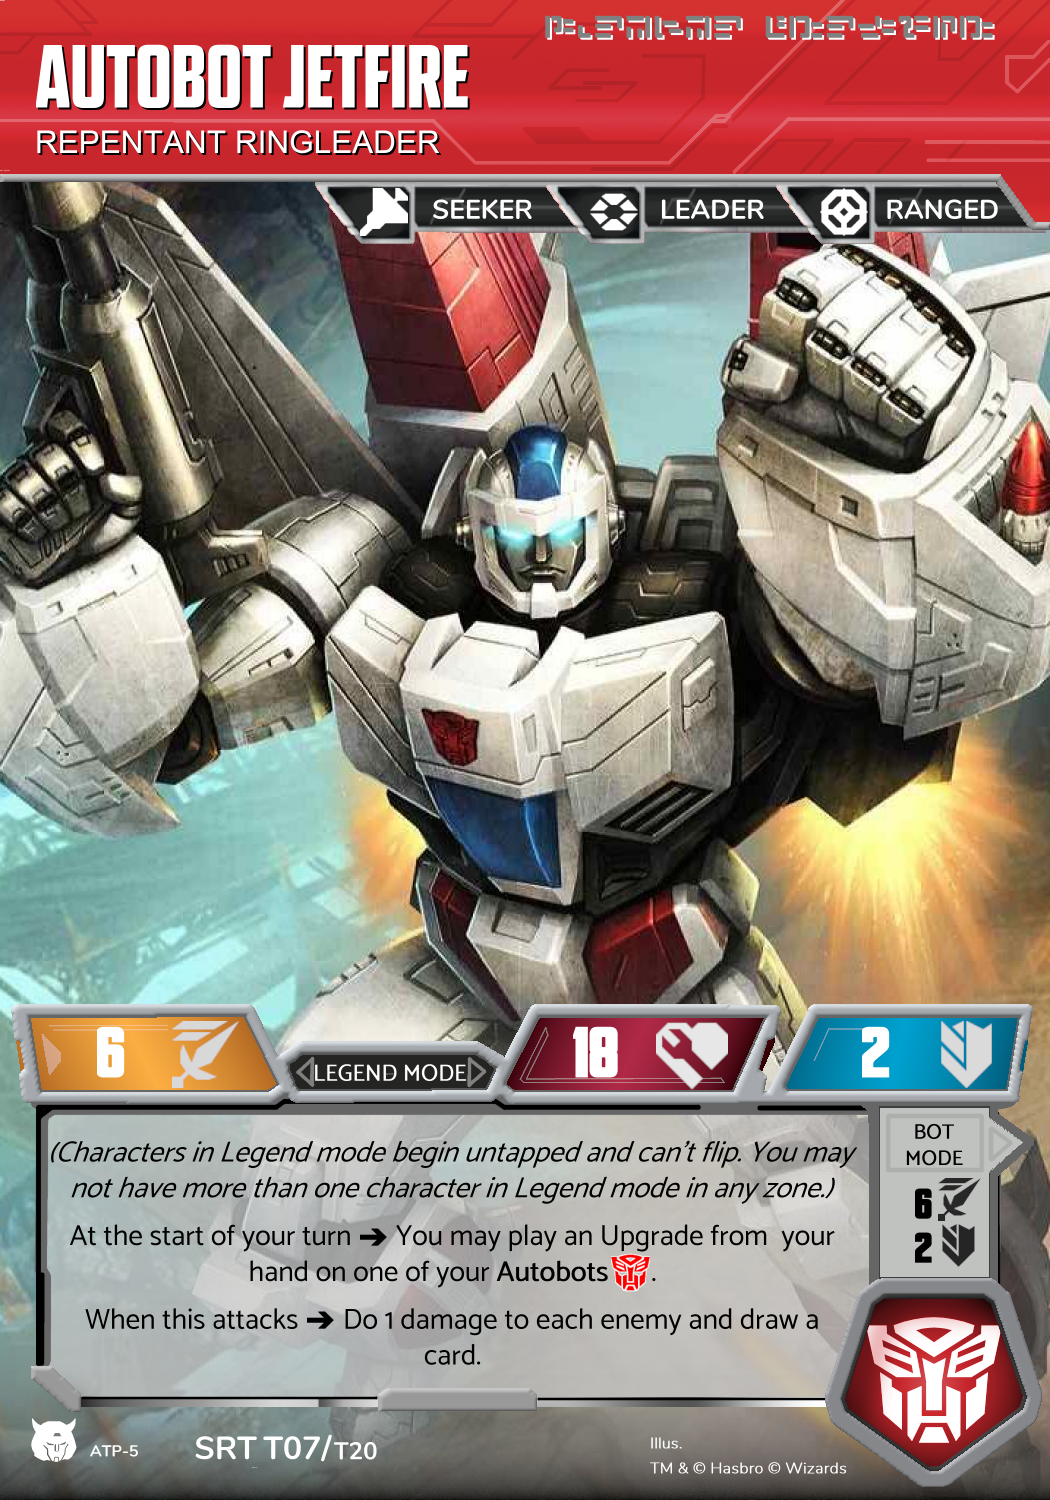 AUTOBOT JETFIRE
REPENTANT RINGLEADER
SEEKER LEADER RANGED
6 18 2
LEGEND MODE
(Characters in Legend mode begin untapped and can't flip. You may
not have more than one character in Legend mode in any zone.)
At the start of your turn ➔ You may play an Upgrade from your
hand on one of your Autobots.
When this attacks ➔ Do 1 damage to each enemy and draw a
card.
BOT
MODE
6
2
ATP-5 SRT T07/T20
Illus.
TM & © Hasbro © Wizards